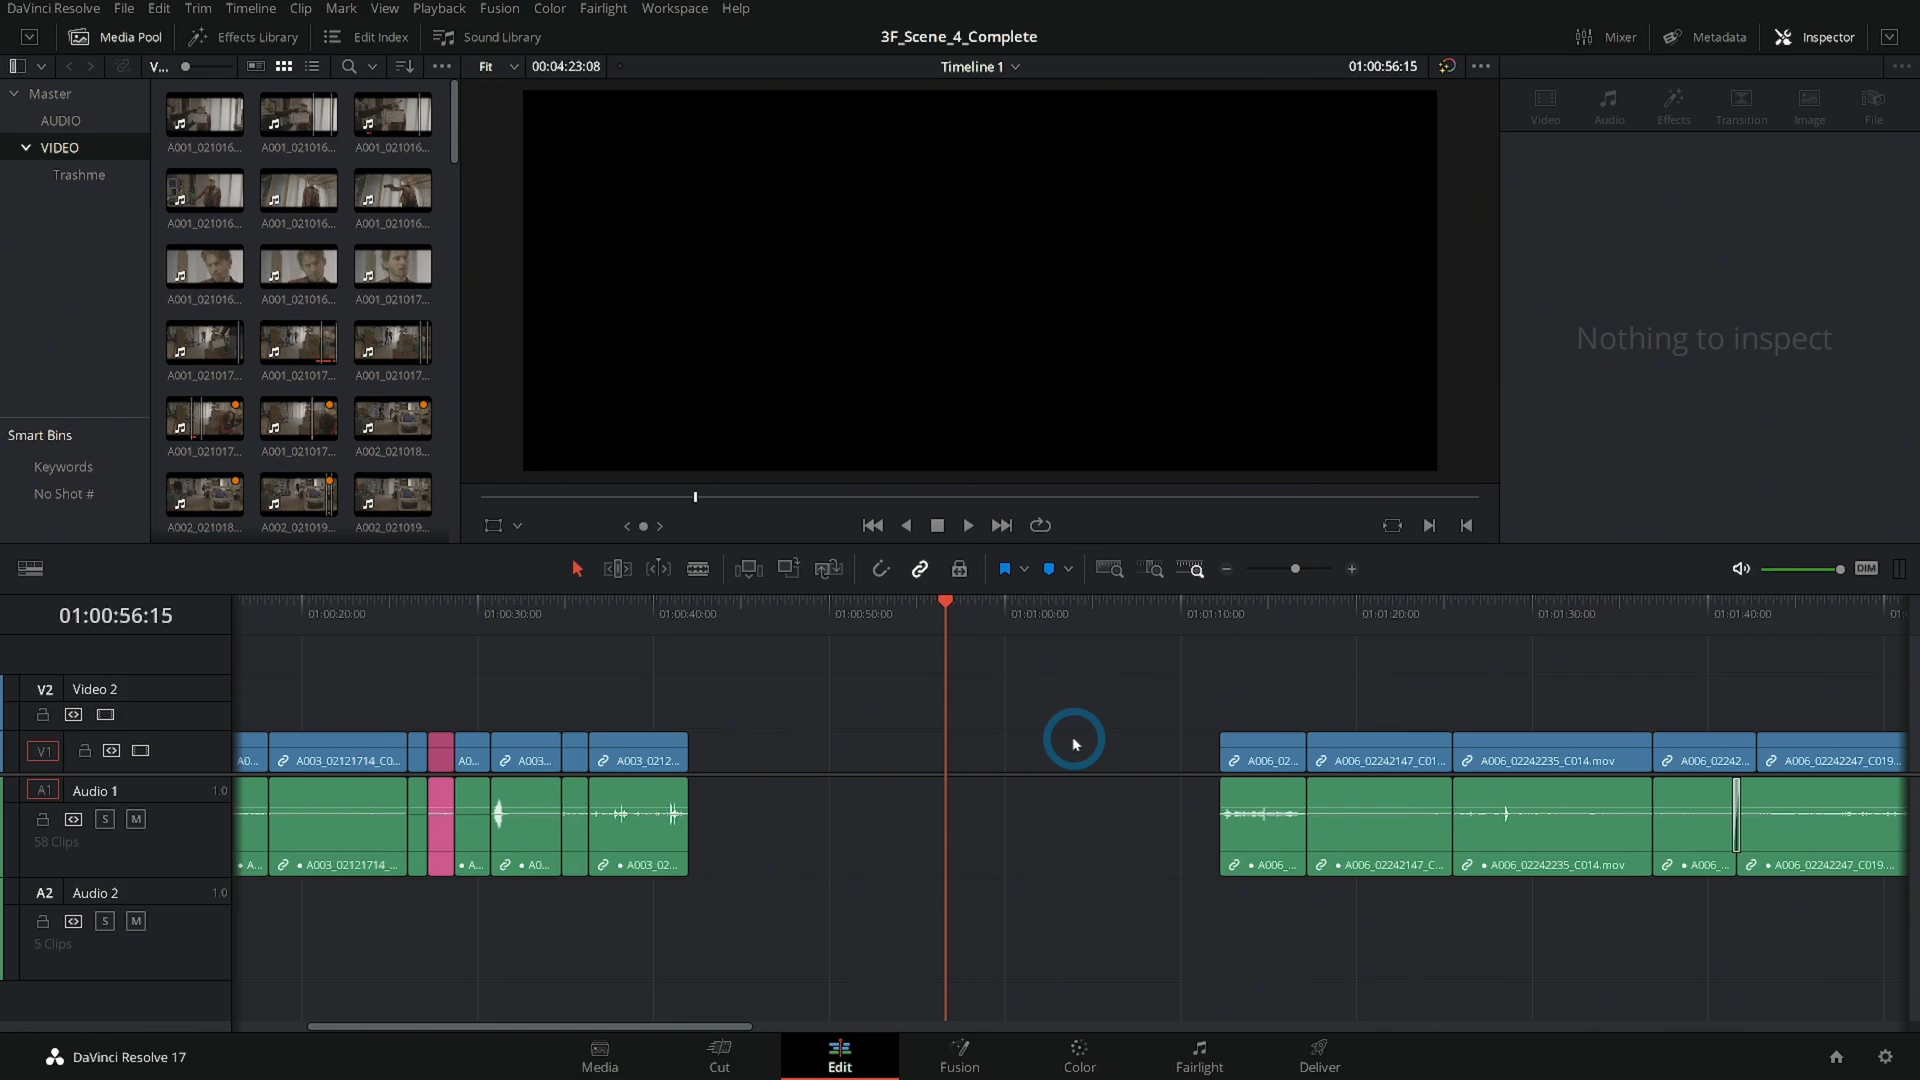 DaVinci Resolve File Edit Trim Timeline Clip Mark View Playback Fusion Color Fairlight Workspace Help
Media Pool Effects Library Edit Index Sound Library 3F_Scene_4_Complete Mixer Metadata Inspector
V... Fit 00:04:23:08 Timeline 1 01:00:56:15
Master
AUDIO
VIDEO
Trashme
A001_021016... A001_021016... A001_021016...
A001_021016... A001_021016... A001_021016...
A001_021016... A001_021016... A001_021017...
A001_021017... A001_021017... A001_021017...
A001_021017... A001_021017... A002_021018...
A002_021018... A002_021019... A002_021019...
Smart Bins
Keywords
No Shot #
Video Audio Effects Transition Image File
Nothing to inspect
DIM
01:00:56:15
01:00:20:00 01:00:30:00 01:00:40:00 01:00:50:00 01:01:00:00 01:01:10:00 01:01:20:00 01:01:30:00 01:01:40:00
V2 Video 2
V1
A0... A003_02121714_C0... A0... A003... A003_0212... A006_02... A006_02242147_C01... A006_02242235_C014.mov A006_02242... A006_02242247_C019...
A1 Audio 1 1.0
S M
58 Clips
A... A003_02121714_... A... A0... A003_02... A006_... A006_02242147_C... A006_02242235_C014.mov A006_... A006_02242247_C019....
A2 Audio 2 1.0
S M
5 Clips
DaVinci Resolve 17
Media Cut Edit Fusion Color Fairlight Deliver